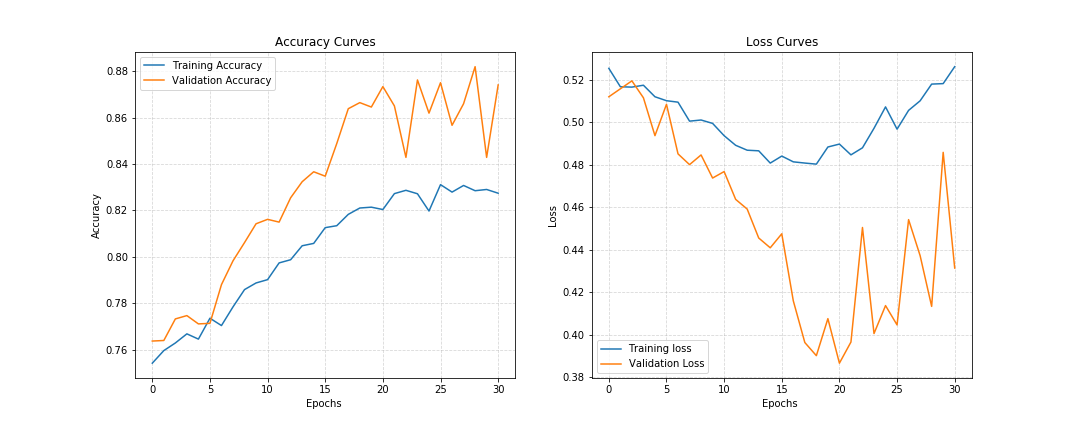 Accuracy Curves
Training Accuracy
Validation Accuracy
0.88
0.86
0.84
0.82
0.80
0.78
0.76
Accuracy
0 5 10 15 20 25 30
Epochs
Loss Curves
0.52
0.50
0.48
0.46
0.44
0.42
0.40
0.38
Loss
Training loss
Validation Loss
0 5 10 15 20 25 30
Epochs